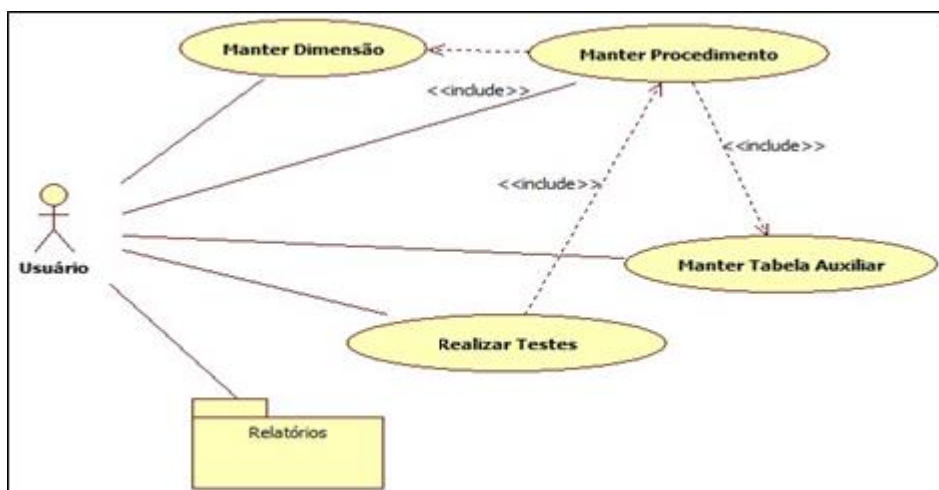 Manter Dimensão
Manter Procedimento
<<include>>
<<include>>
<<include>>
Usuário
Manter Tabela Auxiliar
Realizar Testes
Relatórios